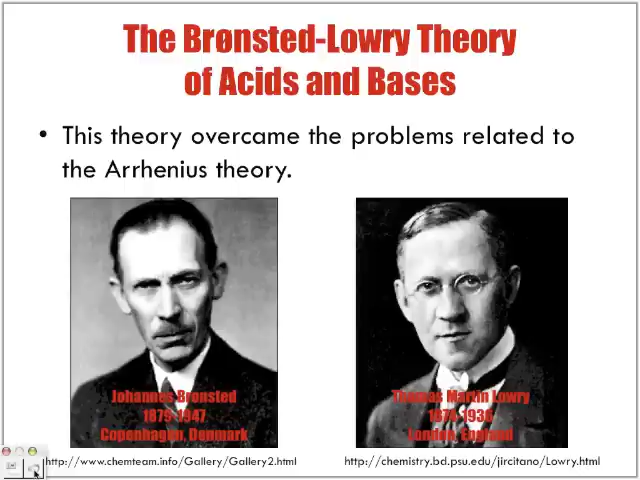 The Brønsted-Lowry Theory
of Acids and Bases
• This theory overcame the problems related to
the Arrhenius theory.
Johannes Bronsted
1879-1947
Copenhagen, Denmark
Thomas Martin Lowry
1874-1936
London, England
http://www.chemteam.info/Gallery/Gallery2.html
http://chemistry.bd.psu.edu/jircitano/Lowry.html